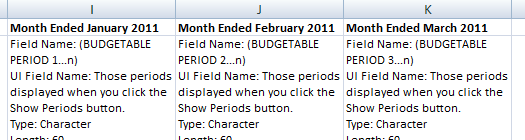 I J K
Month Ended January 2011 Month Ended February 2011 Month Ended March 2011
Field Name: (BUDGETABLE Field Name: (BUDGETABLE Field Name: (BUDGETABLE
PERIOD 1...n) PERIOD 2...n) PERIOD 3...n)
UI Field Name: Those periods UI Field Name: Those periods UI Field Name: Those periods
displayed when you click the displayed when you click the displayed when you click the
Show Periods button. Show Periods button. Show Periods button.
Type: Character Type: Character Type: Character
Length: 60 Length: 60 Length: 60